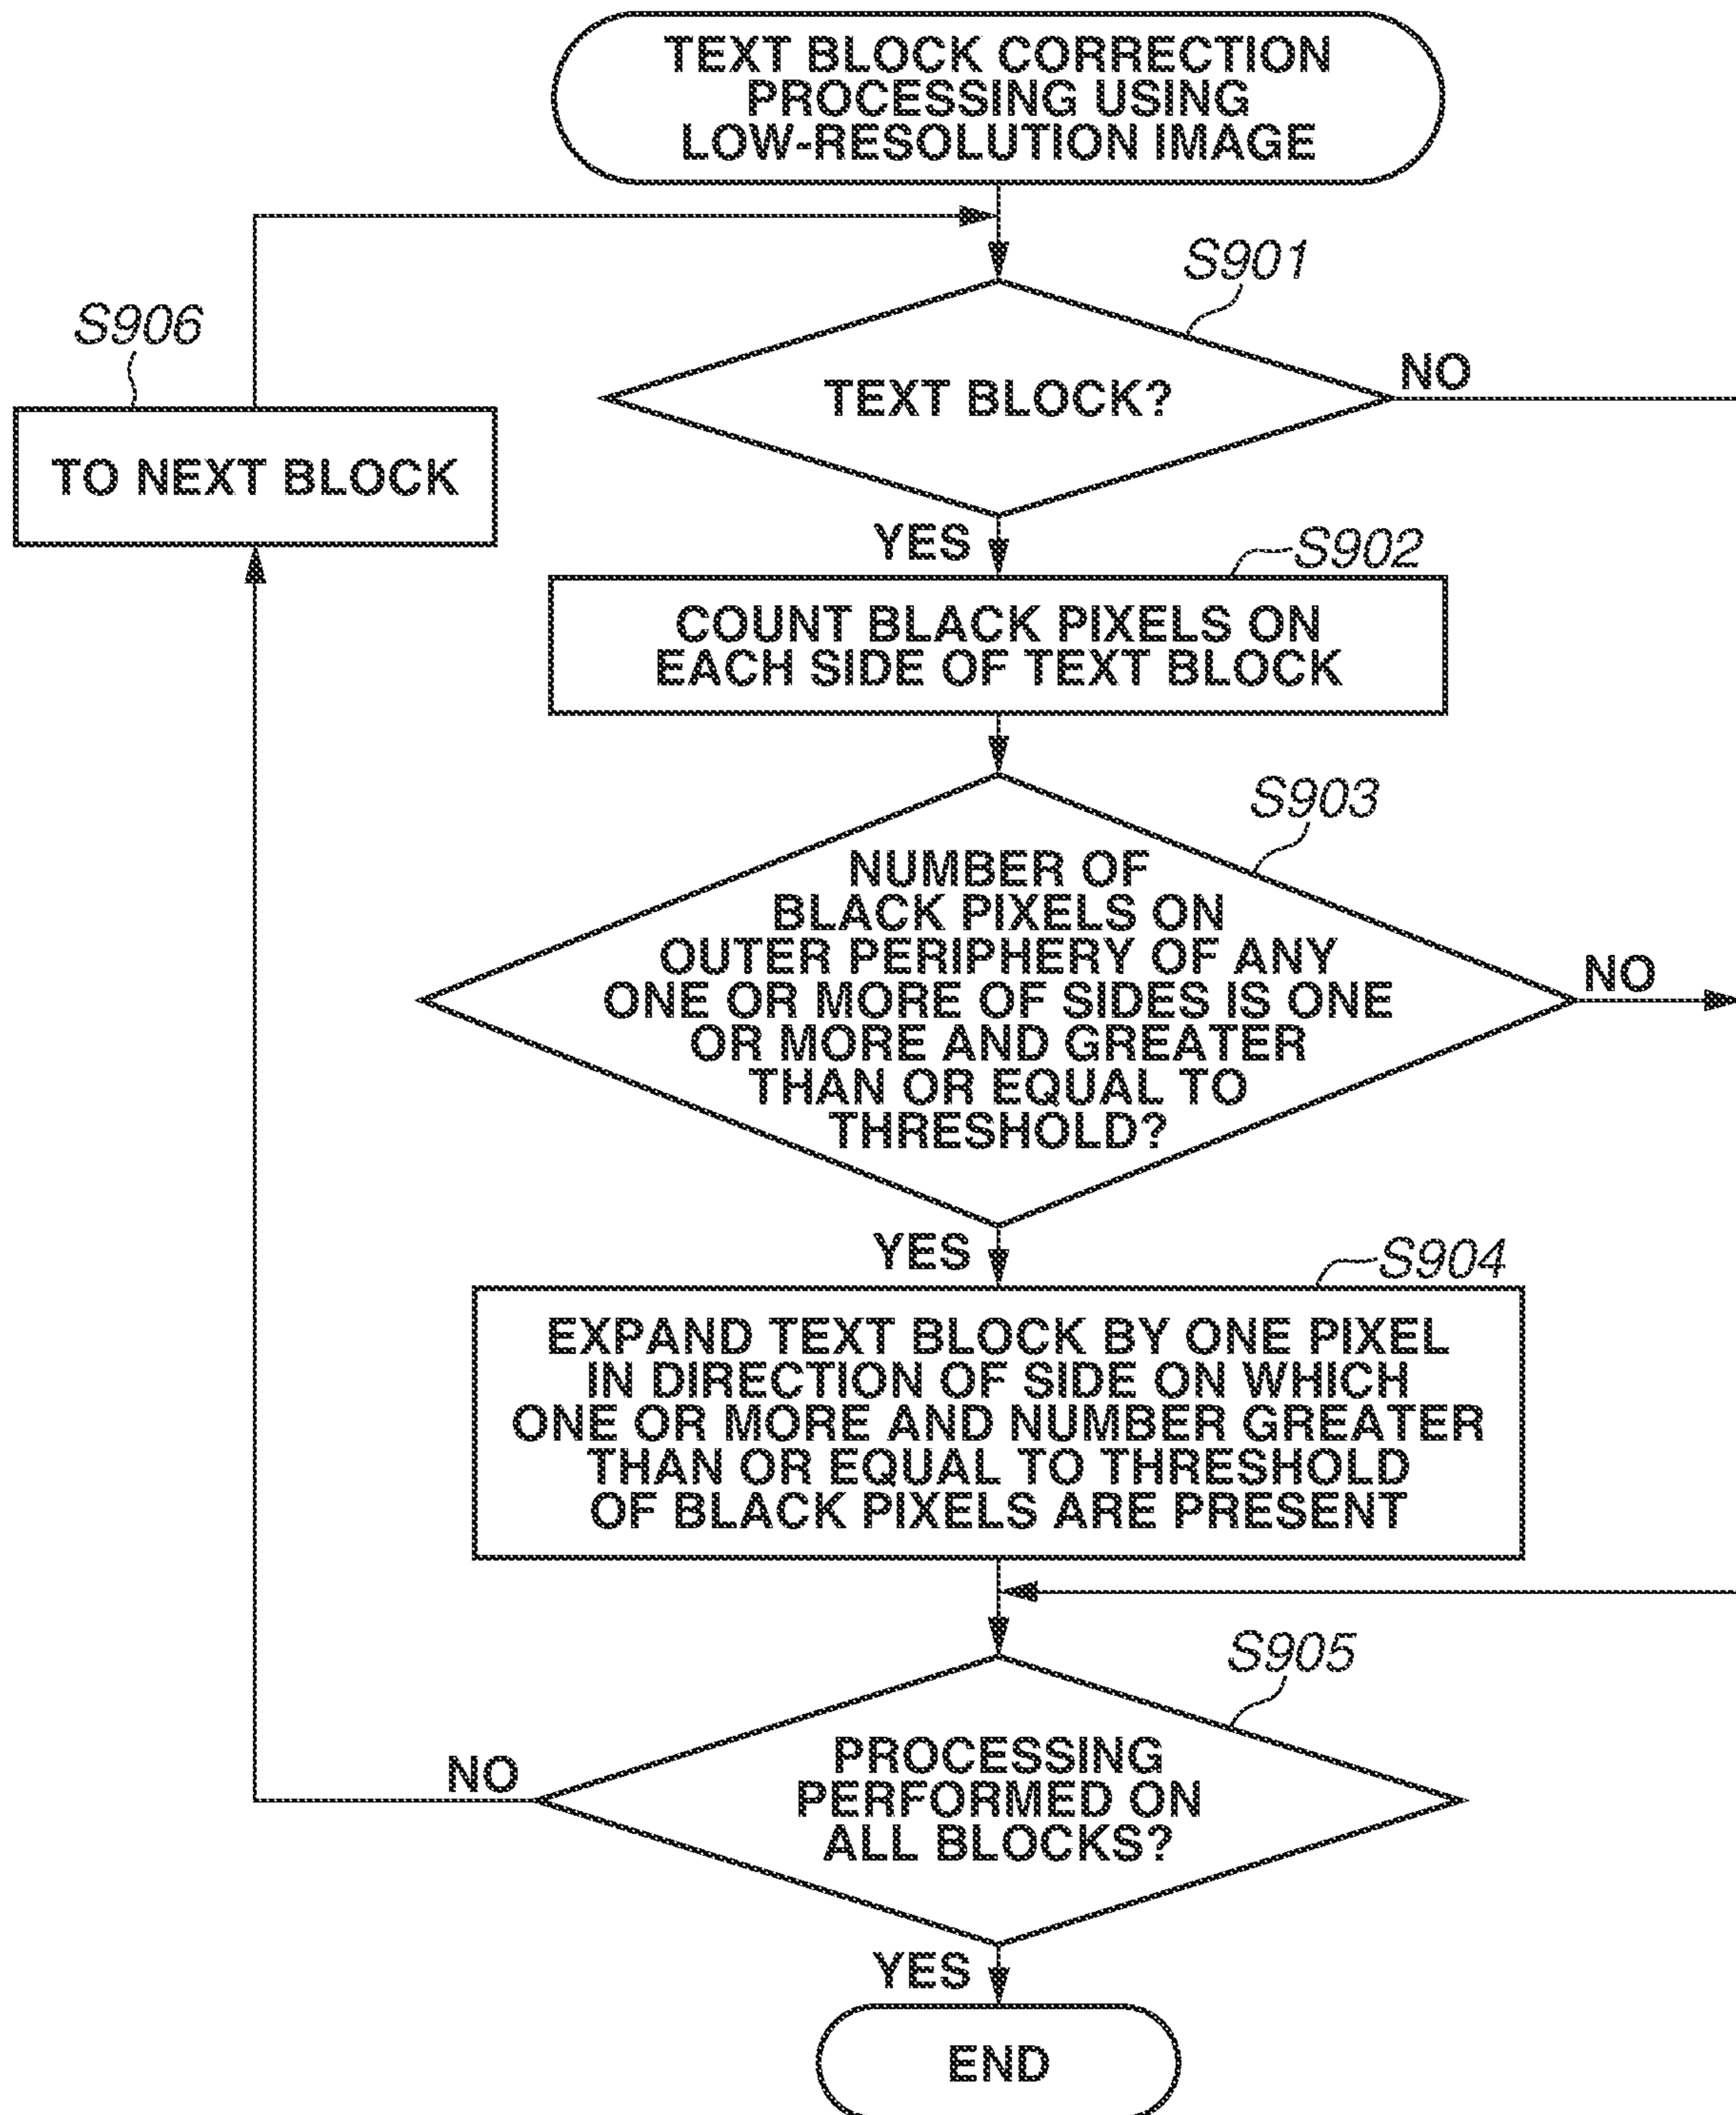 TEXT BLOCK CORRECTION
PROCESSING USING
LOW-RESOLUTION IMAGE
S901
S906
TEXT BLOCK?
NO
TO NEXT BLOCK
YES
S902
COUNT BLACK PIXELS ON
EACH SIDE OF TEXT BLOCK
S903
NUMBER OF
BLACK PIXELS ON
OUTER PERIPHERY OF ANY
ONE OR MORE OF SIDES IS ONE
OR MORE AND GREATER
THAN OR EQUAL TO
THRESHOLD?
NO
YES
S904
EXPAND TEXT BLOCK BY ONE PIXEL
IN DIRECTION OF SIDE ON WHICH
ONE OR MORE AND NUMBER GREATER
THAN OR EQUAL TO THRESHOLD
OF BLACK PIXELS ARE PRESENT
S905
PROCESSING
PERFORMED ON
ALL BLOCKS?
NO
YES
END